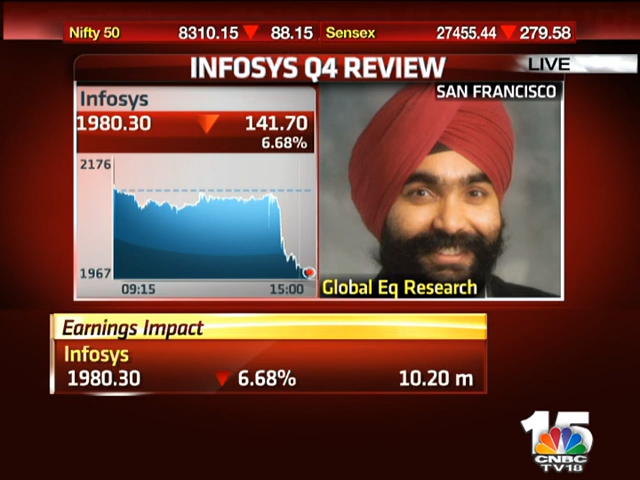 Nifty 50 8310.15 88.15 Sensex 27455.44 279.58
INFOSYS Q4 REVIEW
LIVE
Infosys
1980.30 141.70
6.68%
2176
1967
09:15 15:00
SAN FRANCISCO
Global Eq Research
Earnings Impact
Infosys
1980.30 6.68% 10.20 m
15
CNBC
TV18